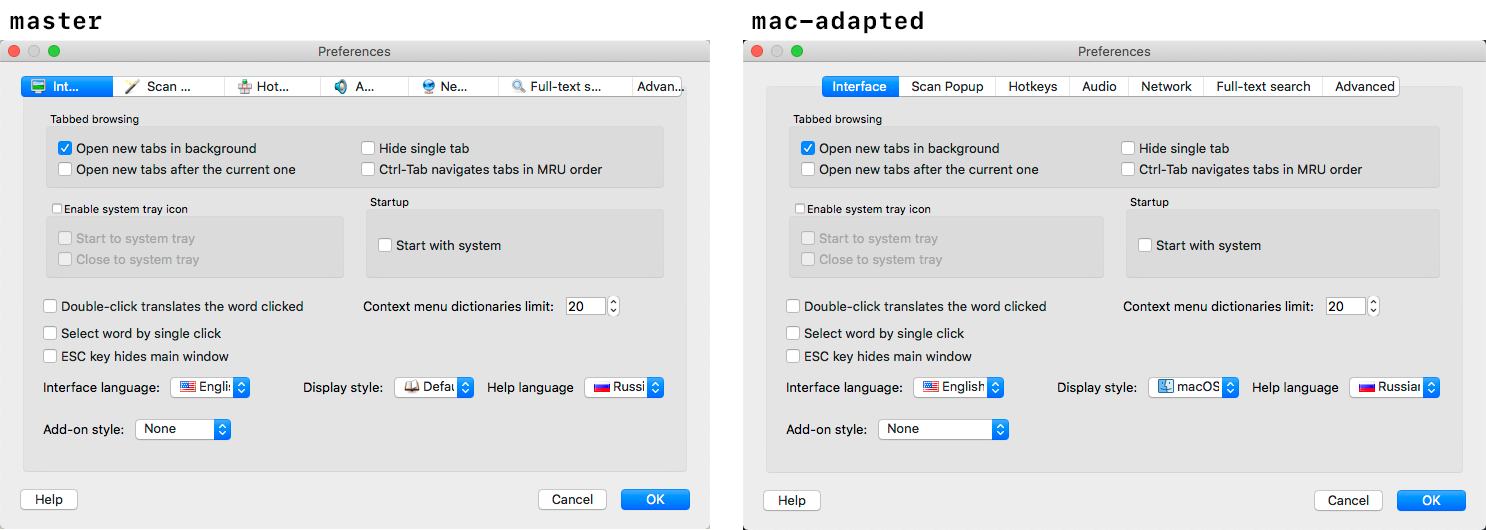 master
Preferences
Int...
Scan ...
Hot...
A...
Ne...
Full-text s...
Advan...
Tabbed browsing
Open new tabs in background
Hide single tab
Open new tabs after the current one
Ctrl-Tab navigates tabs in MRU order
Enable system tray icon
Startup
Start to system tray
Start with system
Close to system tray
Double-click translates the word clicked
Context menu dictionaries limit: 20
Select word by single click
ESC key hides main window
Interface language: Englis
Display style: Defau
Help language Russi
Add-on style: None
Help
Cancel
OK
mac-adapted
Preferences
Interface
Scan Popup
Hotkeys
Audio
Network
Full-text search
Advanced
Tabbed browsing
Open new tabs in background
Hide single tab
Open new tabs after the current one
Ctrl-Tab navigates tabs in MRU order
Enable system tray icon
Startup
Start to system tray
Start with system
Close to system tray
Double-click translates the word clicked
Context menu dictionaries limit: 20
Select word by single click
ESC key hides main window
Interface language: English
Display style: macOS
Help language Russian
Add-on style: None
Help
Cancel
OK